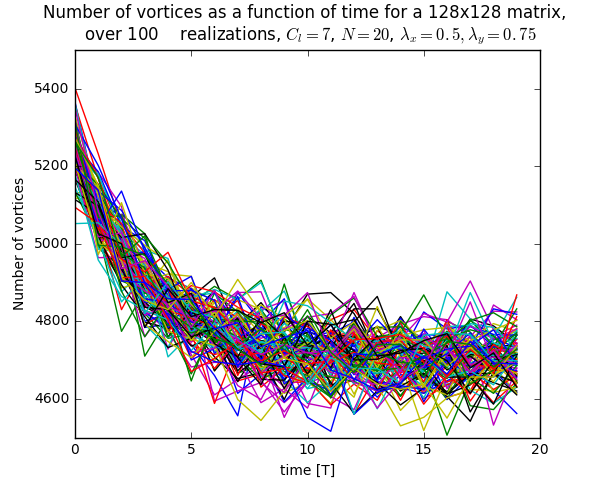 Number of vortices as a function of time for a 128x128 matrix,
over 100 realizations, $C_l = 7$, $N = 20$, $\lambda_x = 0.5, \lambda_y = 0.75$
5400
5200
5000
4800
4600
Number of vortices
0 5 10 15 20
time [T]